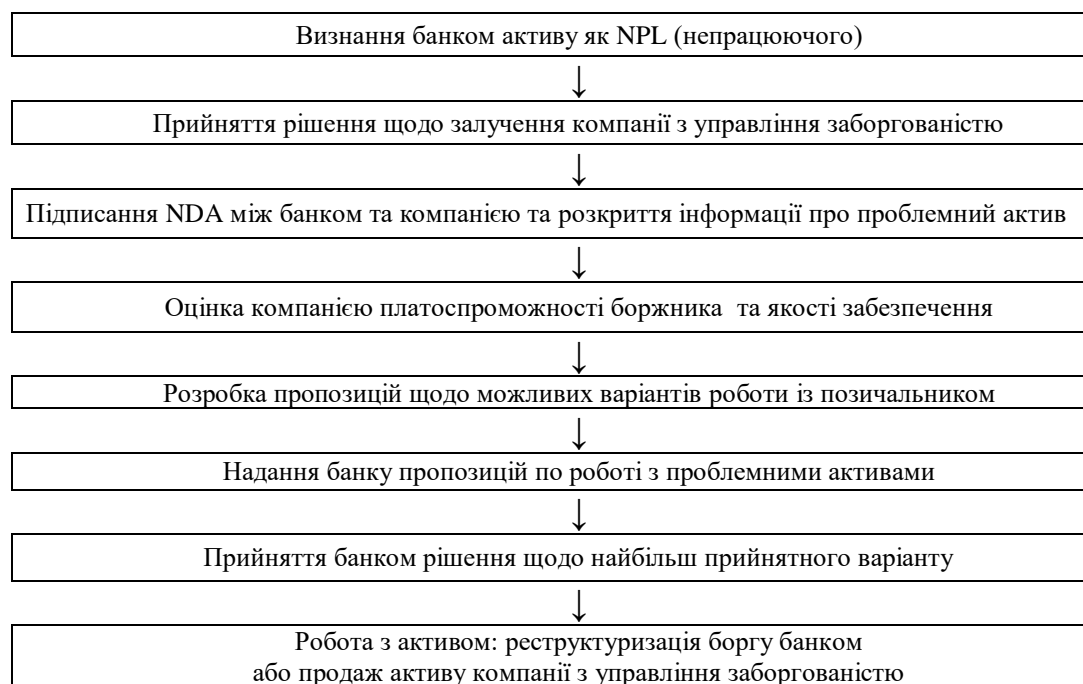 Визнання банком активу як NPL (непрацюючого)
Прийняття рішення щодо залучення компанії з управління заборгованістю
Підписання NDA між банком та компанією та розкриття інформації про проблемний актив
Оцінка компанією платоспроможності боржника та якості забезпечення
Розробка пропозицій щодо можливих варіантів роботи із позичальником
Надання банку пропозицій по роботі з проблемними активами
Прийняття банком рішення щодо найбільш прийнятного варіанту
Робота з активом: реструктуризація боргу банком
або продаж активу компанії з управління заборгованістю